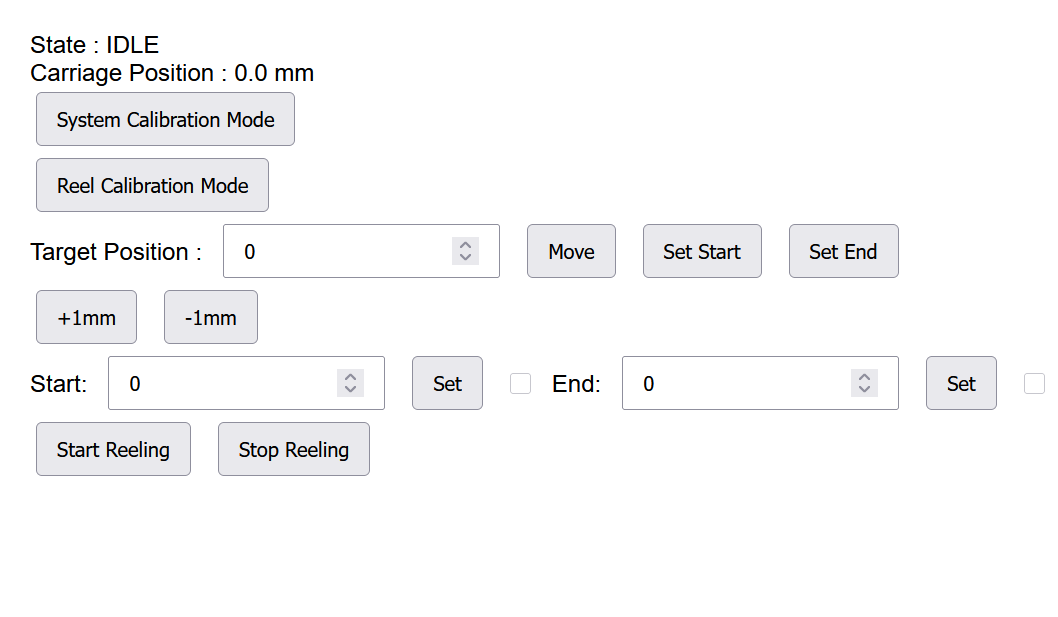 State : IDLE
Carriage Position : 0.0 mm
System Calibration Mode
Reel Calibration Mode
Target Position : 0 Move Set Start Set End
+1mm -1mm
Start: 0 Set End: 0 Set
Start Reeling Stop Reeling